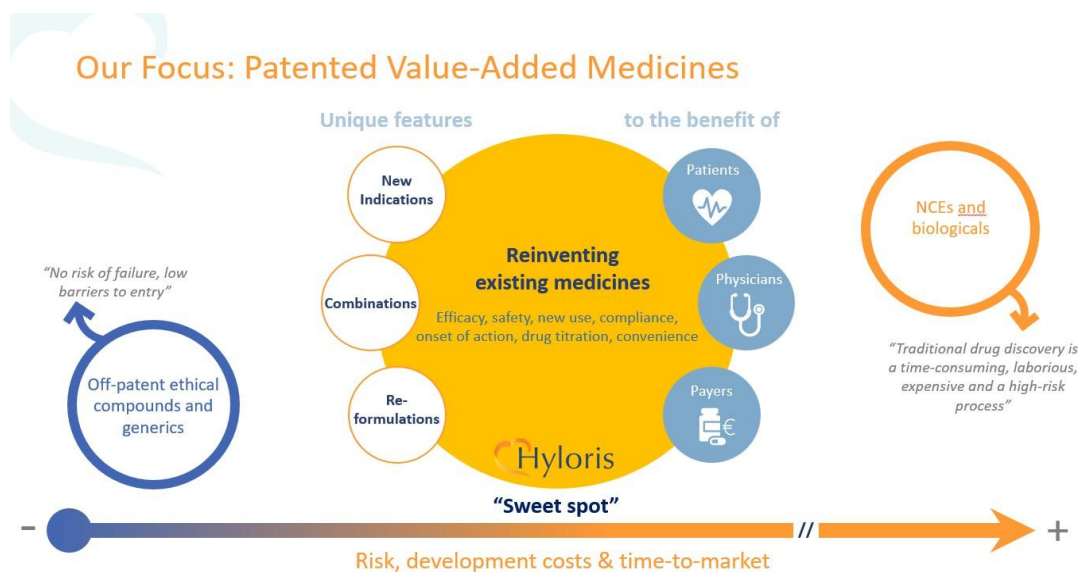 Our Focus: Patented Value-Added Medicines
Unique features
to the benefit of
New
Indications
Combinations
Re-
formulations
Reinventing
existing medicines
Efficacy, safety, new use, compliance,
onset of action, drug titration, convenience
Hyloris
Patients
Physicians
Payers
€
“No risk of failure, low
barriers to entry”
Off-patent ethical
compounds and
generics
NCEs and
biologicals
“Traditional drug discovery is
a time-consuming, laborious,
expensive and a high-risk
process”
“Sweet spot”
-
//
+
Risk, development costs & time-to-market